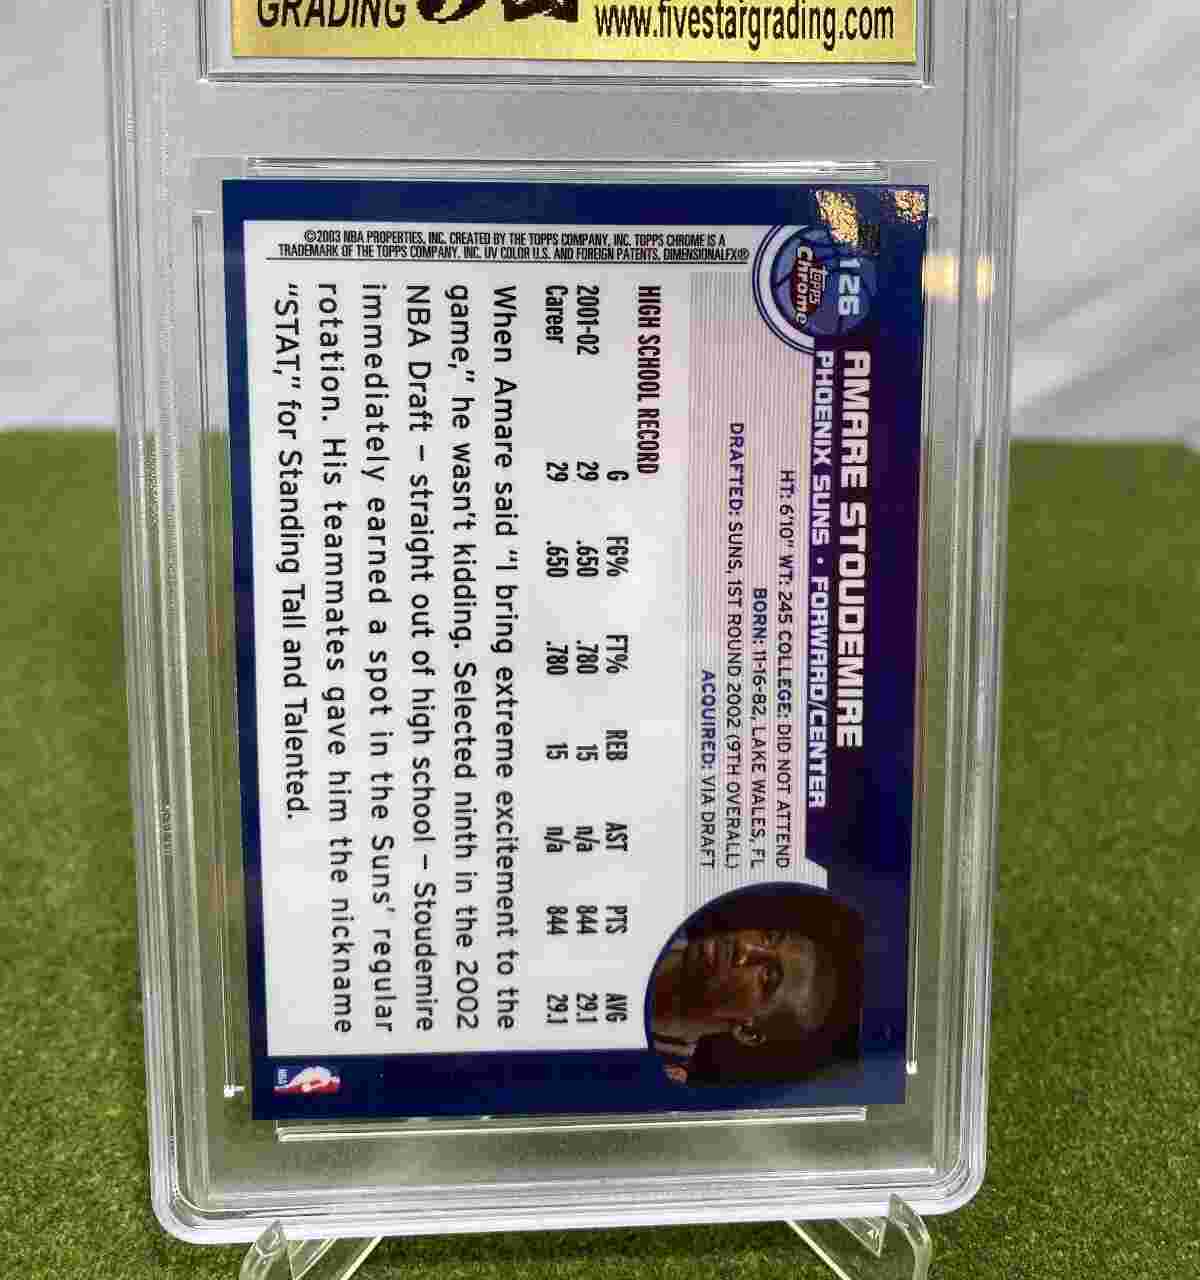 GRADING
www.fivestargrading.com
126
Topps
Chrome
AMARE STOUDEMIRE
PHOENIX SUNS • FORWARD/CENTER
HT: 6'10" WT: 245 COLLEGE: DID NOT ATTEND
BORN: 11-16-82, LAKE WALES, FL
DRAFTED: SUNS, 1ST ROUND 2002 (9TH OVERALL)
ACQUIRED: VIA DRAFT
HIGH SCHOOL RECORD
G FG% FT% REB AST PTS AVG
2001-02 29 .650 .780 15 n/a 844 29.1
Career 29 .650 .780 15 n/a 844 29.1
When Amare said "I bring extreme excitement to the
game," he wasn't kidding. Selected ninth in the 2002
NBA Draft – straight out of high school – Stoudemire
immediately earned a spot in the Suns' regular
rotation. His teammates gave him the nickname
"STAT," for Standing Tall and Talented.
©2003 NBA PROPERTIES, INC. CREATED BY THE TOPPS COMPANY, INC. TOPPS CHROME IS A
TRADEMARK OF THE TOPPS COMPANY, INC. UV COLOR U.S. AND FOREIGN PATENTS, DIMENSIONALFX®
NBA